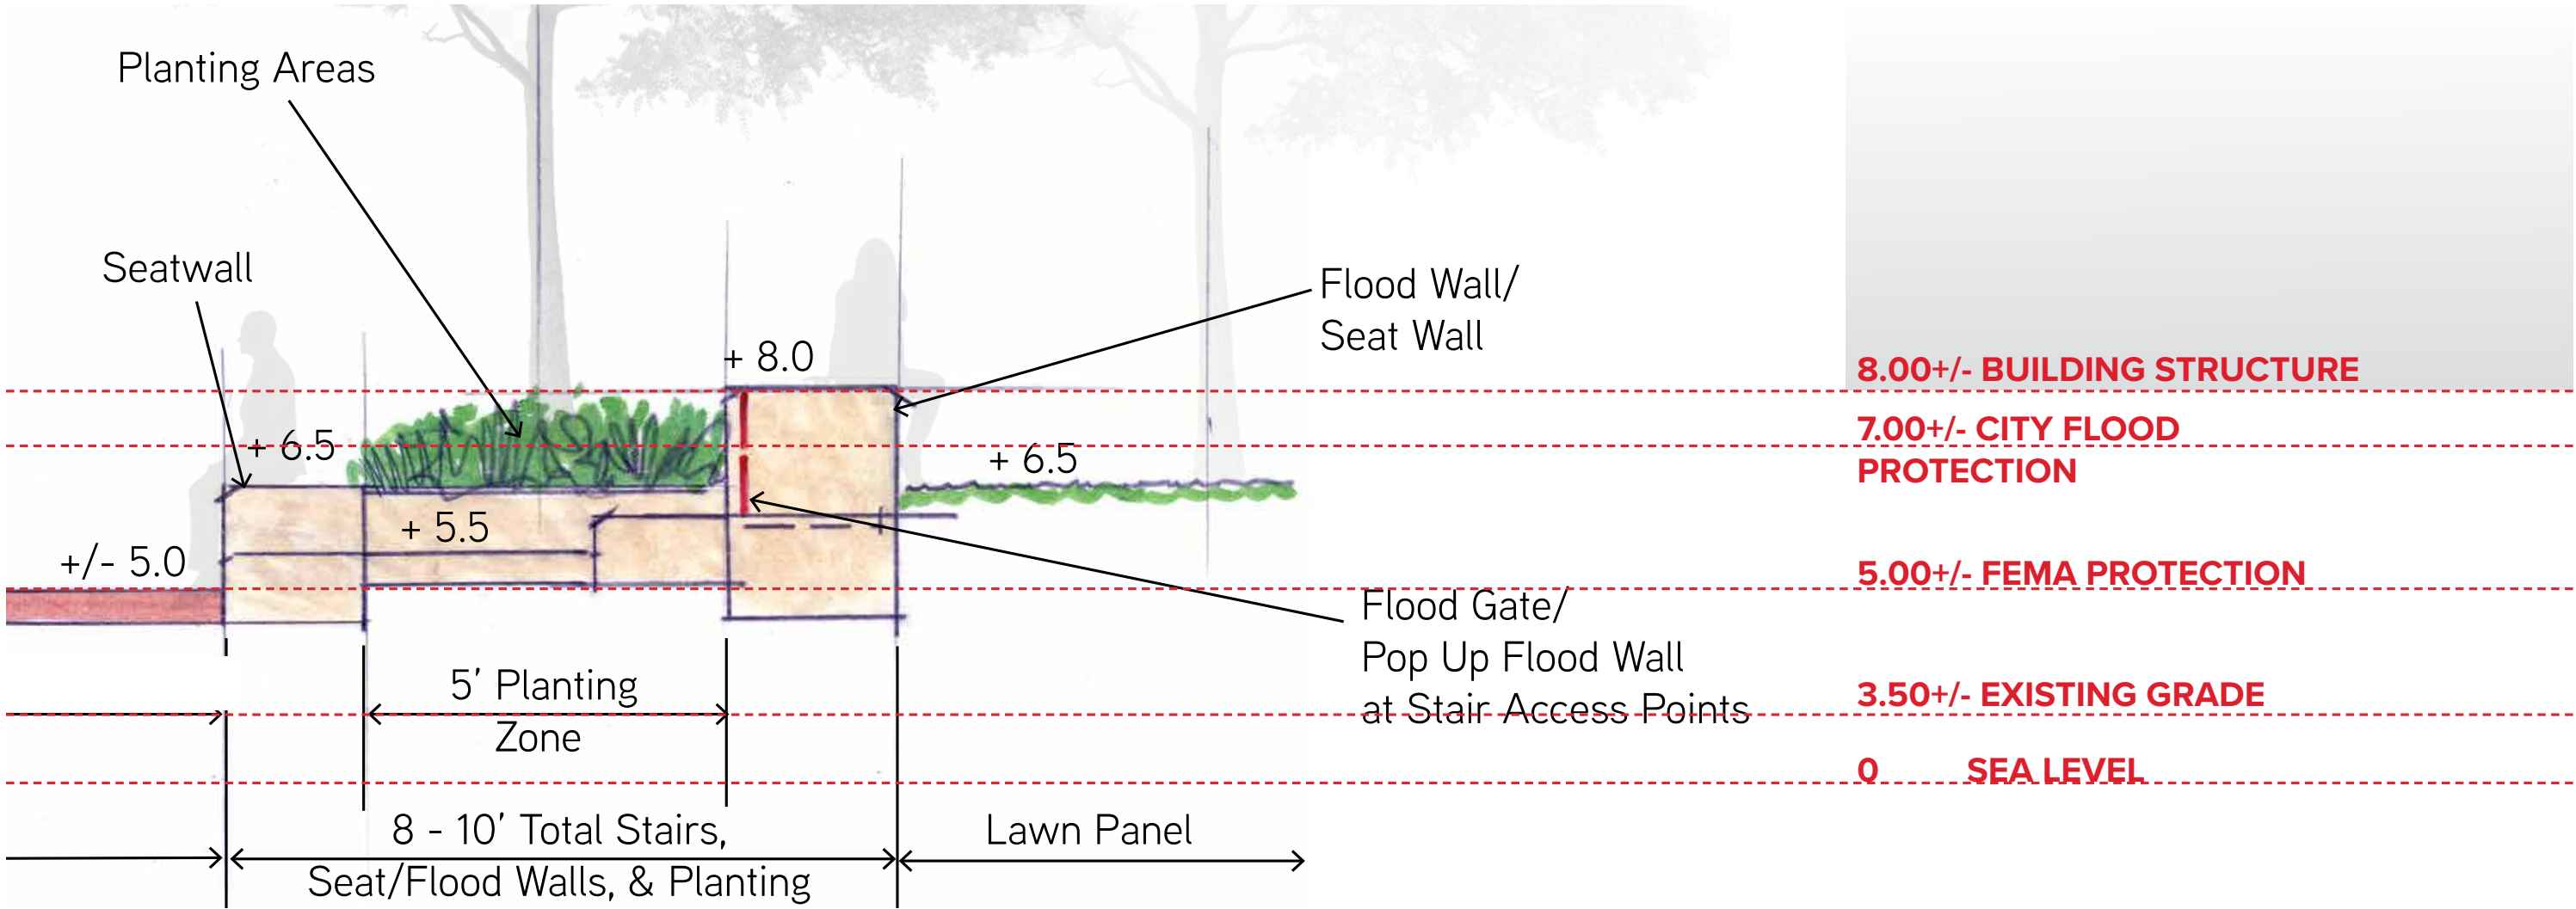 Planting Areas
Seatwall
Flood Wall/
Seat Wall
+ 8.0
8.00+/- BUILDING STRUCTURE
7.00+/- CITY FLOOD
PROTECTION
+ 6.5
+ 6.5
+ 5.5
+/- 5.0
5.00+/- FEMA PROTECTION
Flood Gate/
Pop Up Flood Wall
at Stair Access Points
5’ Planting
Zone
3.50+/- EXISTING GRADE
0 SEA LEVEL
8 - 10’ Total Stairs,
Seat/Flood Walls, & Planting
Lawn Panel